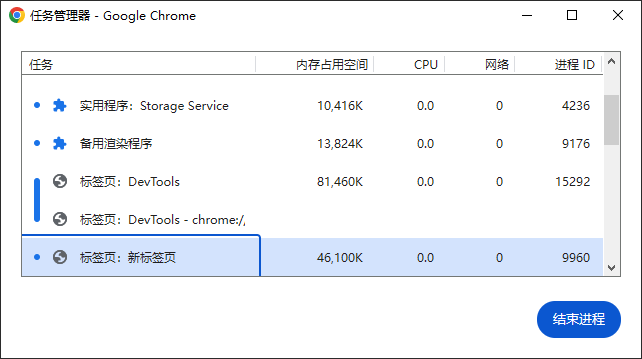 任务管理器 - Google Chrome
任务 内存占用空间 CPU 网络 进程 ID
实用程序：Storage Service 10,416K 0.0 0 4236
备用渲染程序 13,824K 0.0 0 9176
标签页：DevTools 81,460K 0.0 0 15292
标签页：DevTools - chrome:/
标签页：新标签页 46,100K 0.0 0 9960
结束进程